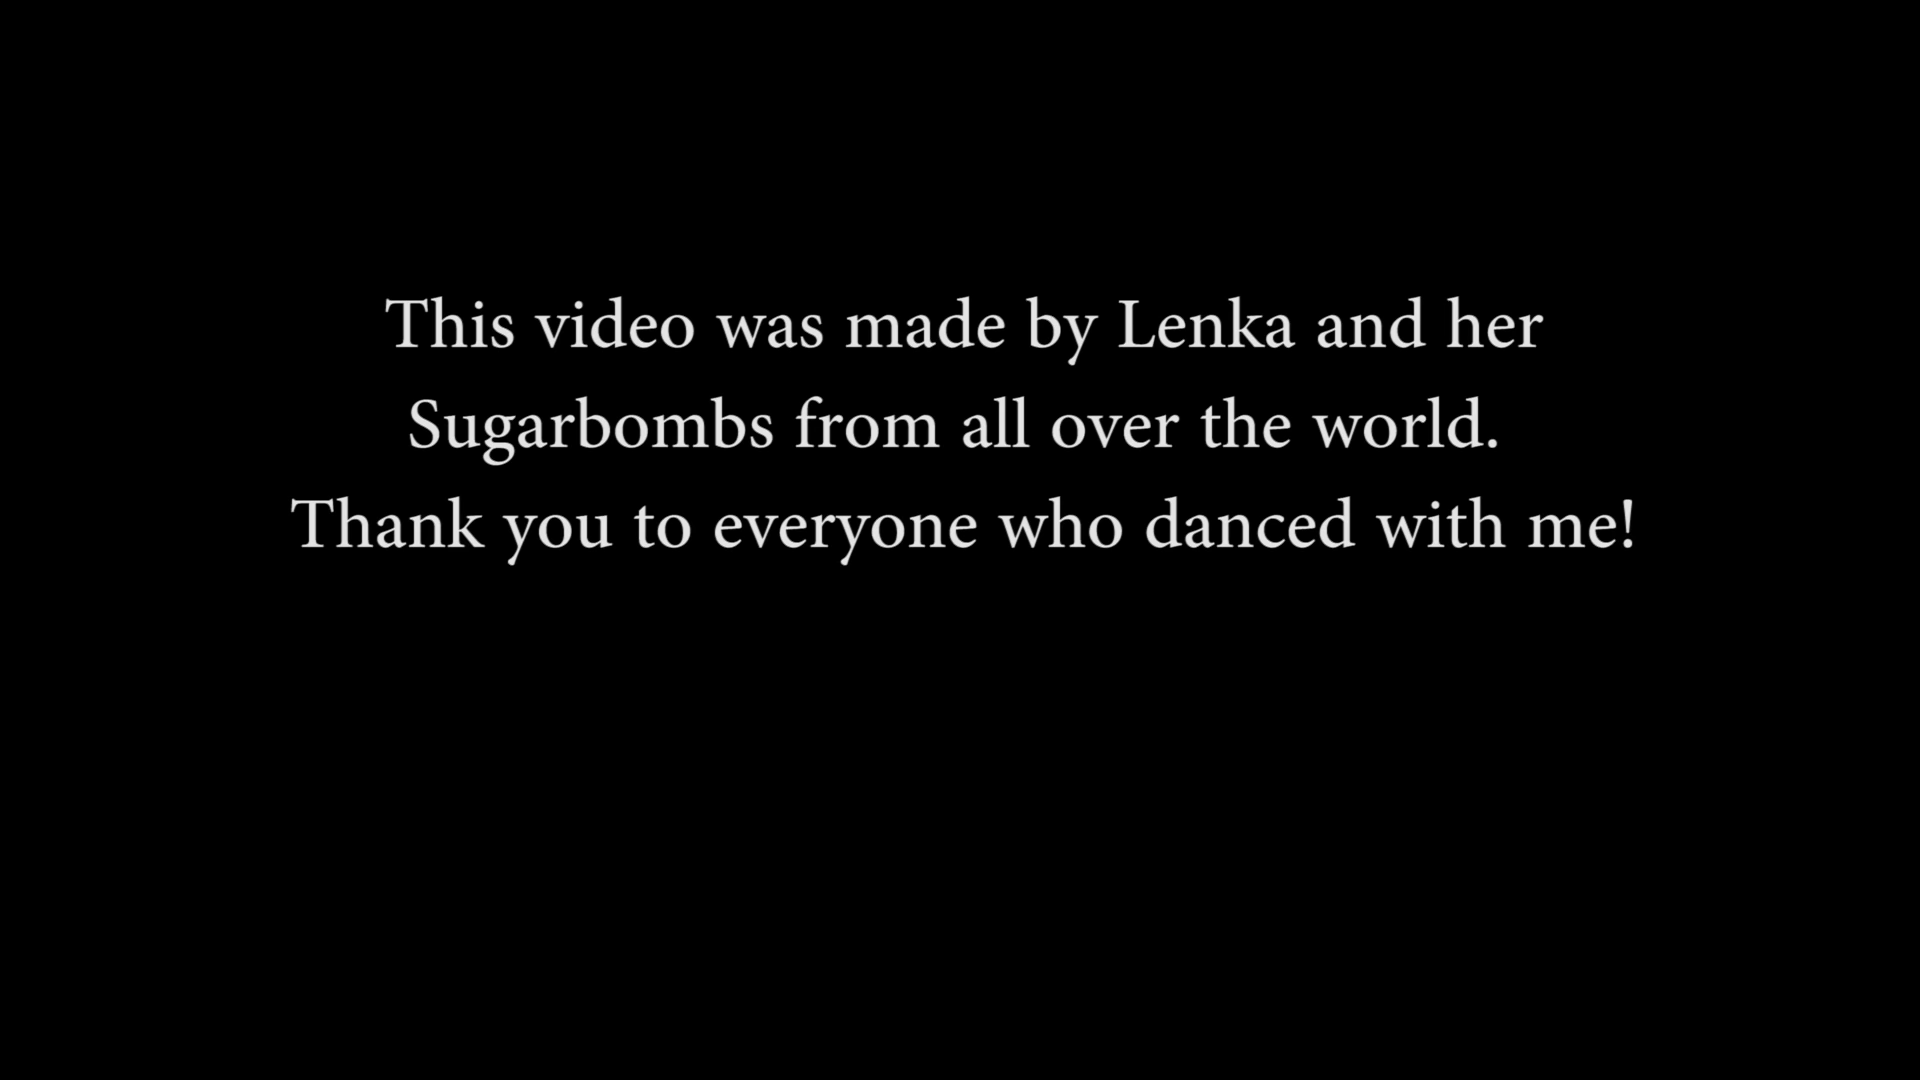 This video was made by Lenka and her
Sugarbombs from all over the world.
Thank you to everyone who danced with me!